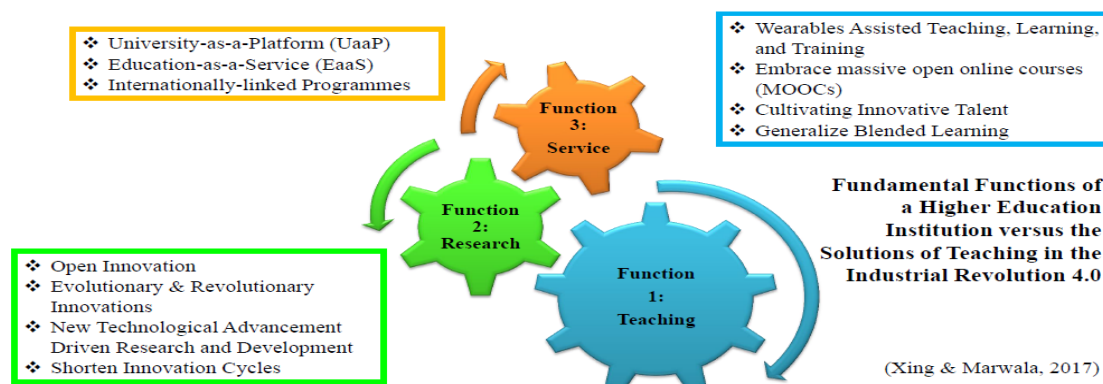 ❖ University-as-a-Platform (UaaP)
❖ Education-as-a-Service (EaaS)
❖ Internationally-linked Programmes
❖ Wearables Assisted Teaching, Learning,
and Training
❖ Embrace massive open online courses
(MOOCs)
❖ Cultivating Innovative Talent
❖ Generalize Blended Learning
Function
3:
Service
Function
2:
Research
Function
1:
Teaching
Fundamental Functions of
a Higher Education
Institution versus the
Solutions of Teaching in the
Industrial Revolution 4.0
❖ Open Innovation
❖ Evolutionary & Revolutionary
Innovations
❖ New Technological Advancement
Driven Research and Development
❖ Shorten Innovation Cycles
(Xing & Marwala, 2017)